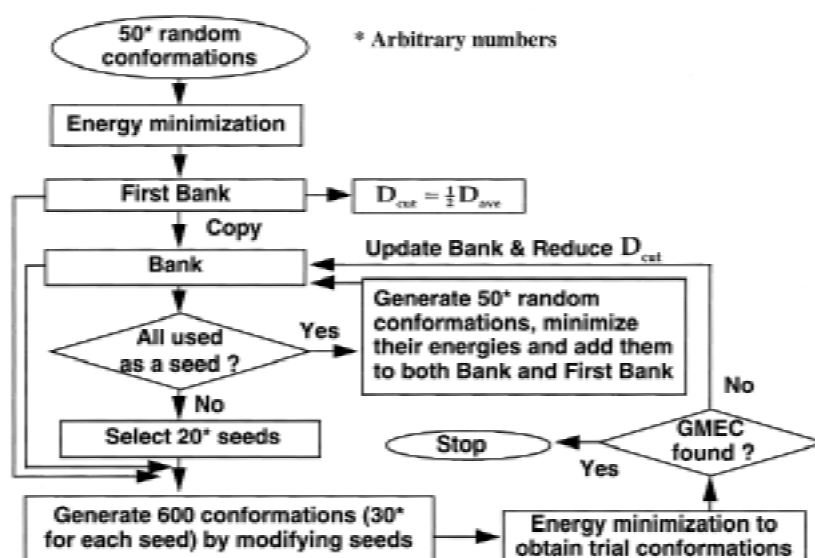 50* random
conformations
* Arbitrary numbers
Energy minimization
First Bank
D_cut = ½ D_ave
Copy
Update Bank & Reduce D_cut
Bank
Generate 50* random
conformations, minimize
their energies and add them
to both Bank and First Bank
All used
as a seed ?
Yes
No
No
Select 20* seeds
Stop
GMEC
found ?
Yes
Generate 600 conformations (30*
for each seed) by modifying seeds
Energy minimization to
obtain trial conformations